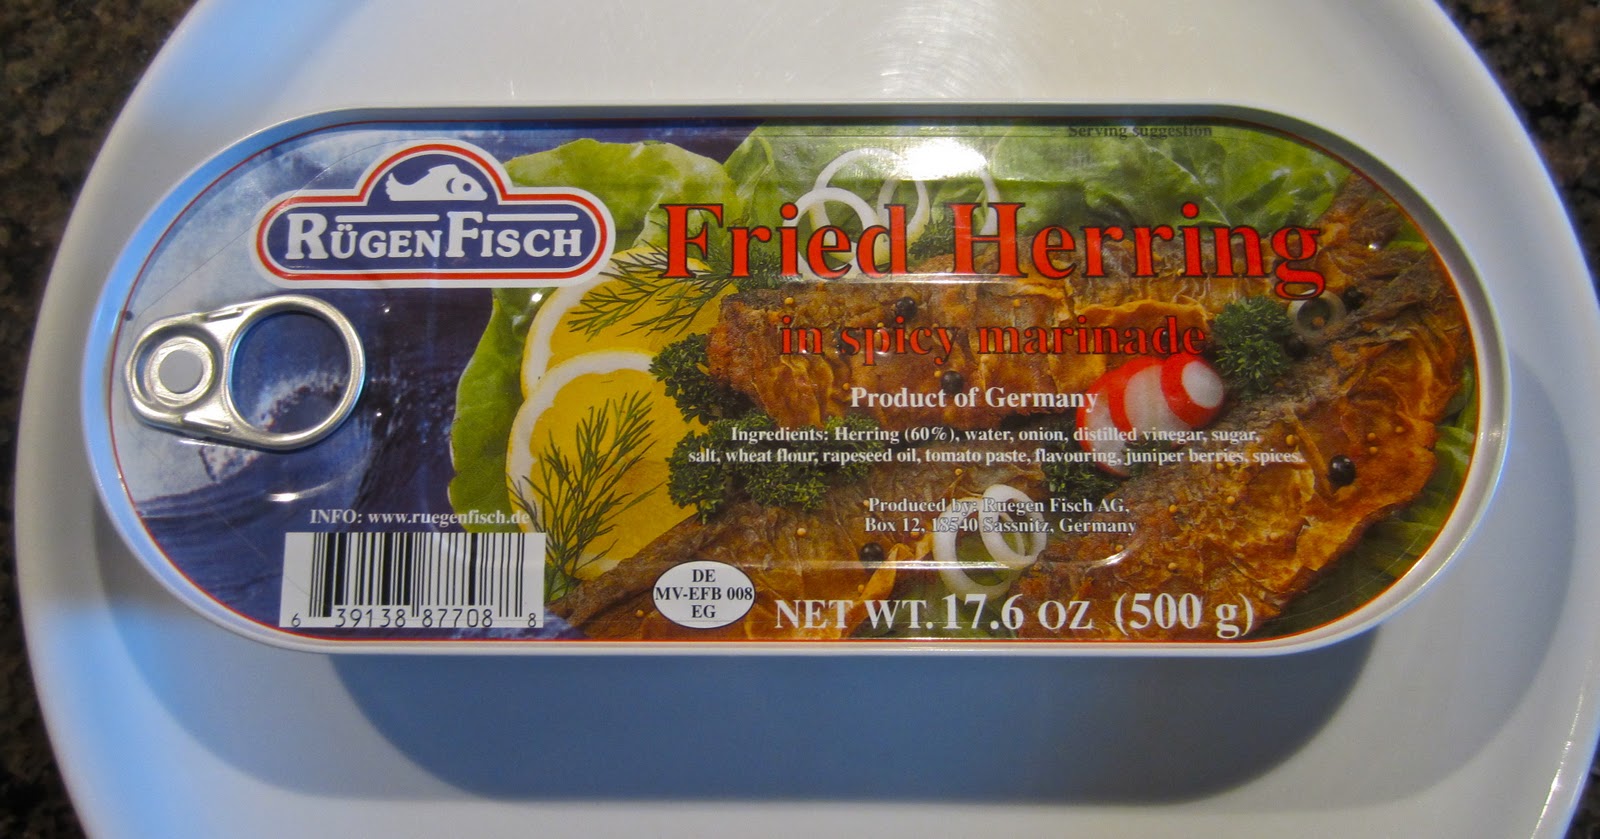 Serving suggestion
RÜGENFISCH
Fried Herring
in spicy marinade
Product of Germany
Ingredients: Herring (60%), water, onion, distilled vinegar, sugar,
salt, wheat flour, rapeseed oil, tomato paste, flavouring, juniper berries, spices.
Produced by: Ruegen Fisch AG,
Box 12, 18540 Sassnitz, Germany
INFO: www.ruegenfisch.de
6 39138 87708 8
DE
MV-EFB 008
EG
NET WT. 17.6 OZ (500 g)